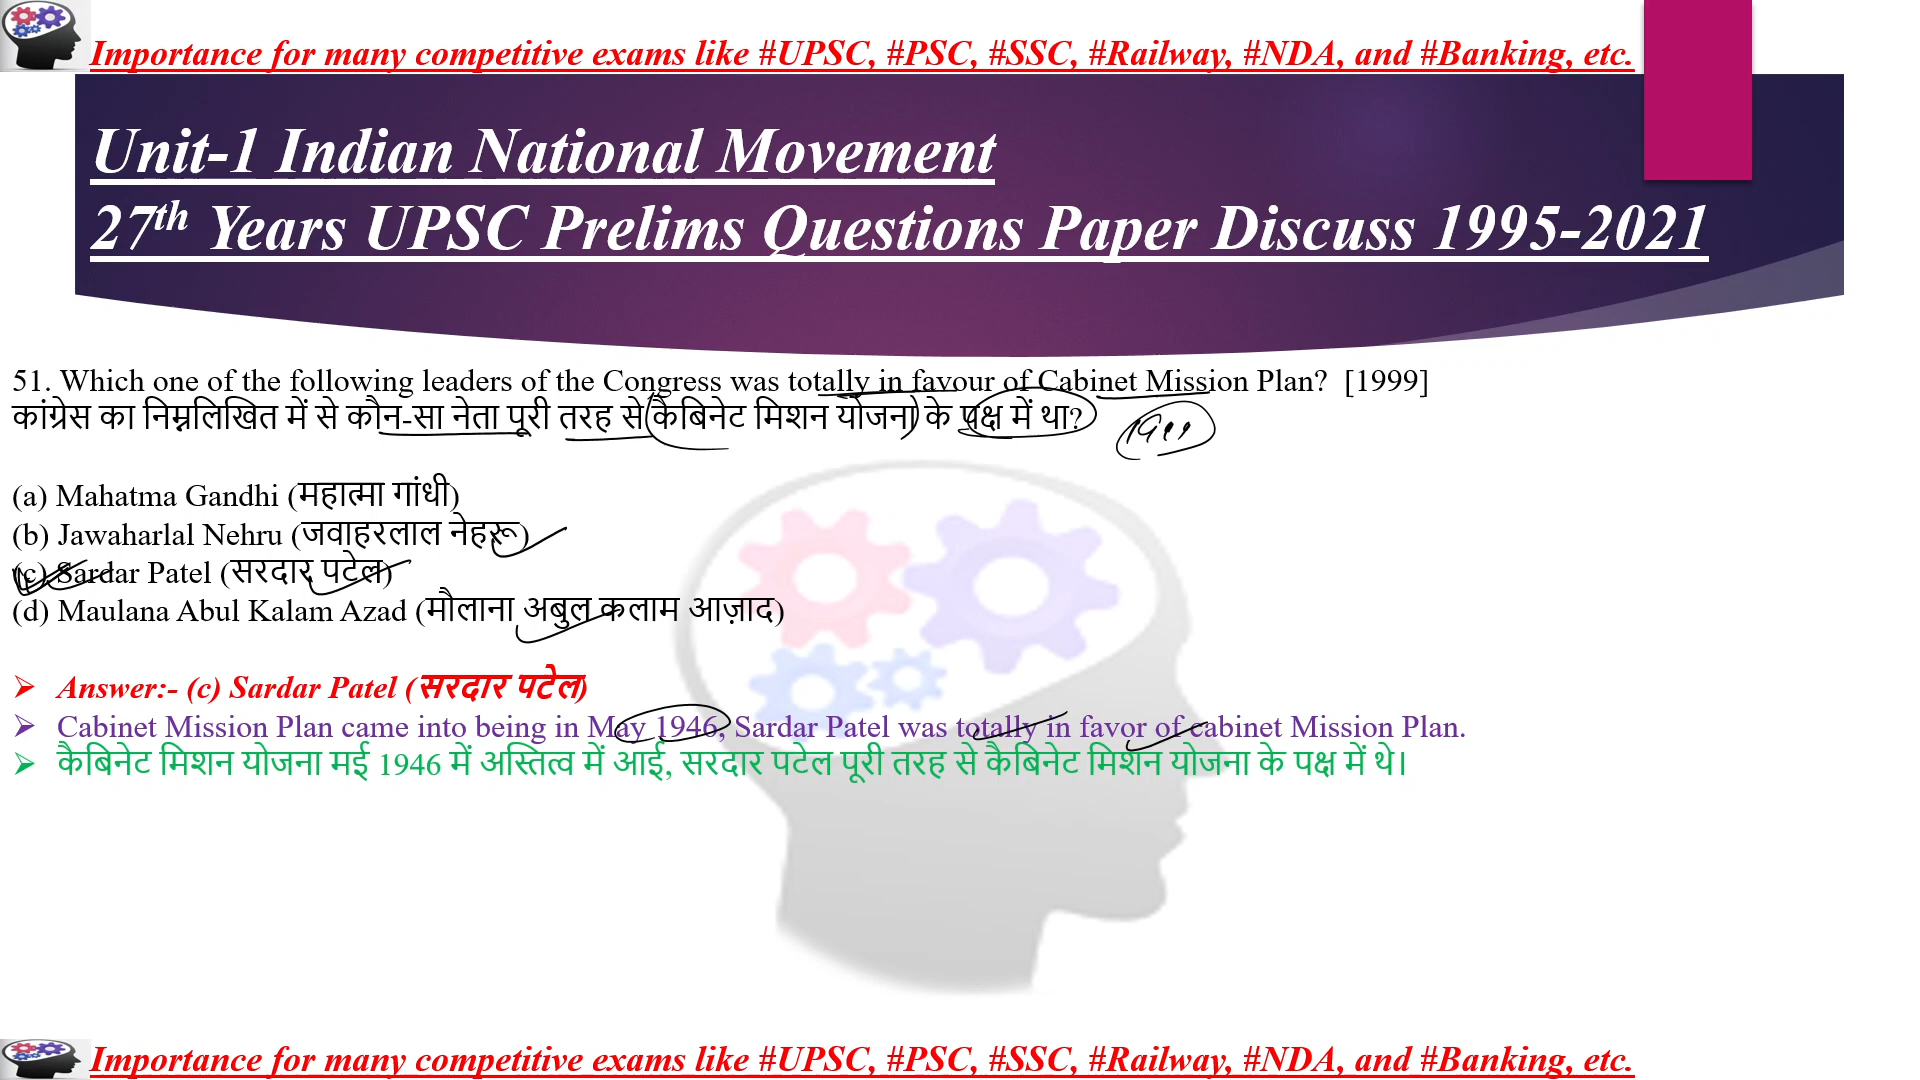 Importance for many competitive exams like #UPSC, #PSC, #SSC, #Railway, #NDA, and #Banking, etc.
Unit-1 Indian National Movement
27th Years UPSC Prelims Questions Paper Discuss 1995-2021
51. Which one of the following leaders of the Congress was totally in favour of Cabinet Mission Plan? [1999]
कांग्रेस का निम्नलिखित में से कौन-सा नेता पूरी तरह से कैबिनेट मिशन योजना के पक्ष में था?
(a) Mahatma Gandhi (महात्मा गांधी)
(b) Jawaharlal Nehru (जवाहरलाल नेहरू)
(c) Sardar Patel (सरदार पटेल)
(d) Maulana Abul Kalam Azad (मौलाना अबुल कलाम आज़ाद)
Answer:- (c) Sardar Patel (सरदार पटेल)
Cabinet Mission Plan came into being in May 1946, Sardar Patel was totally in favor of cabinet Mission Plan.
कैबिनेट मिशन योजना मई 1946 में अस्तित्व में आई, सरदार पटेल पूरी तरह से कैबिनेट मिशन योजना के पक्ष में थे।
Importance for many competitive exams like #UPSC, #PSC, #SSC, #Railway, #NDA, and #Banking, etc.